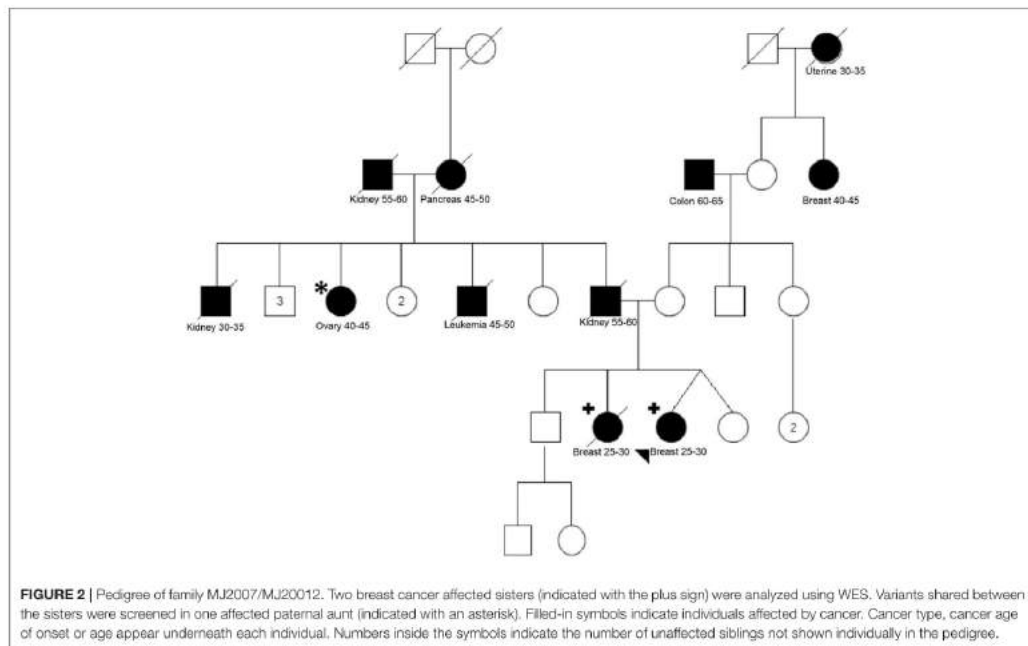 Uterine 30-35
Kidney 55-60
Pancreas 45-50
Colon 60-65
Breast 40-45
3
*
2
Kidney 30-35
Ovary 40-45
Leukemia 45-50
Kidney 55-60
+
+
2
Breast 25-30
Breast 25-30
FIGURE 2 | Pedigree of family MJ2007/MJ20012. Two breast cancer affected sisters (indicated with the plus sign) were analyzed using WES. Variants shared between
the sisters were screened in one affected paternal aunt (indicated with an asterisk). Filled-in symbols indicate individuals affected by cancer. Cancer type, cancer age
of onset or age appear underneath each individual. Numbers inside the symbols indicate the number of unaffected siblings not shown individually in the pedigree.